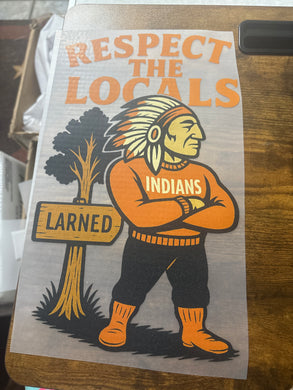 RESPECT
THE
LOCALS
INDIANS
LARNED